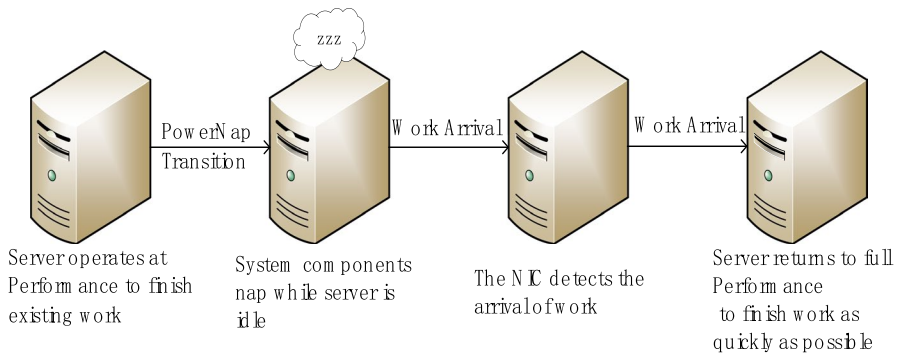 zzz
PowerNap
Transition
Work Arrival
Work Arrival
Server operates at
Performance to finish
existing work
System components
nap while server is
idle
The NIC detects the
arrival of work
Server returns to full
Performance
to finish work as
quickly as possible